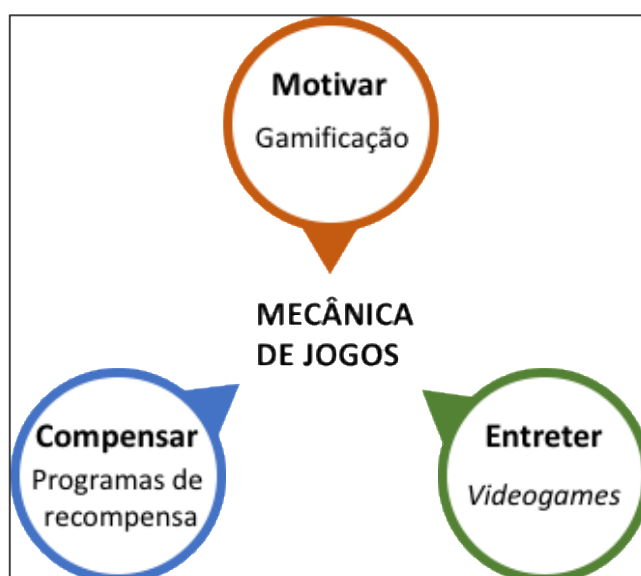 Motivar
Gamificação
MECÂNICA
DE JOGOS
Compensar
Programas de
recompensa
Entreter
Videogames